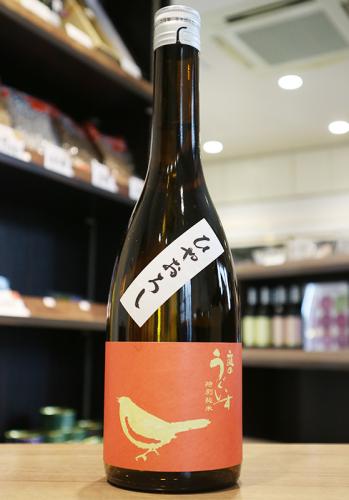 ひやおろし
庭の
うぐいす
特別純米